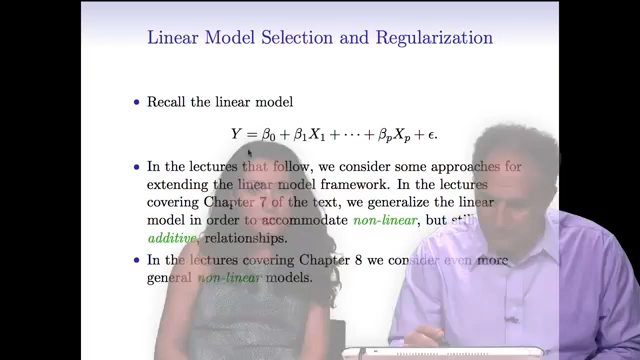 Linear Model Selection and Regularization
• Recall the linear model
Y = β₀ + β₁X₁ + ··· + βₚXₚ + ϵ.
• In the lectures that follow, we consider some approaches for
extending the linear model framework. In the lectures
covering Chapter 7 of the text, we generalize the linear
model in order to accommodate non-linear, but still
additive, relationships.
• In the lectures covering Chapter 8 we consider even more
general non-linear models.